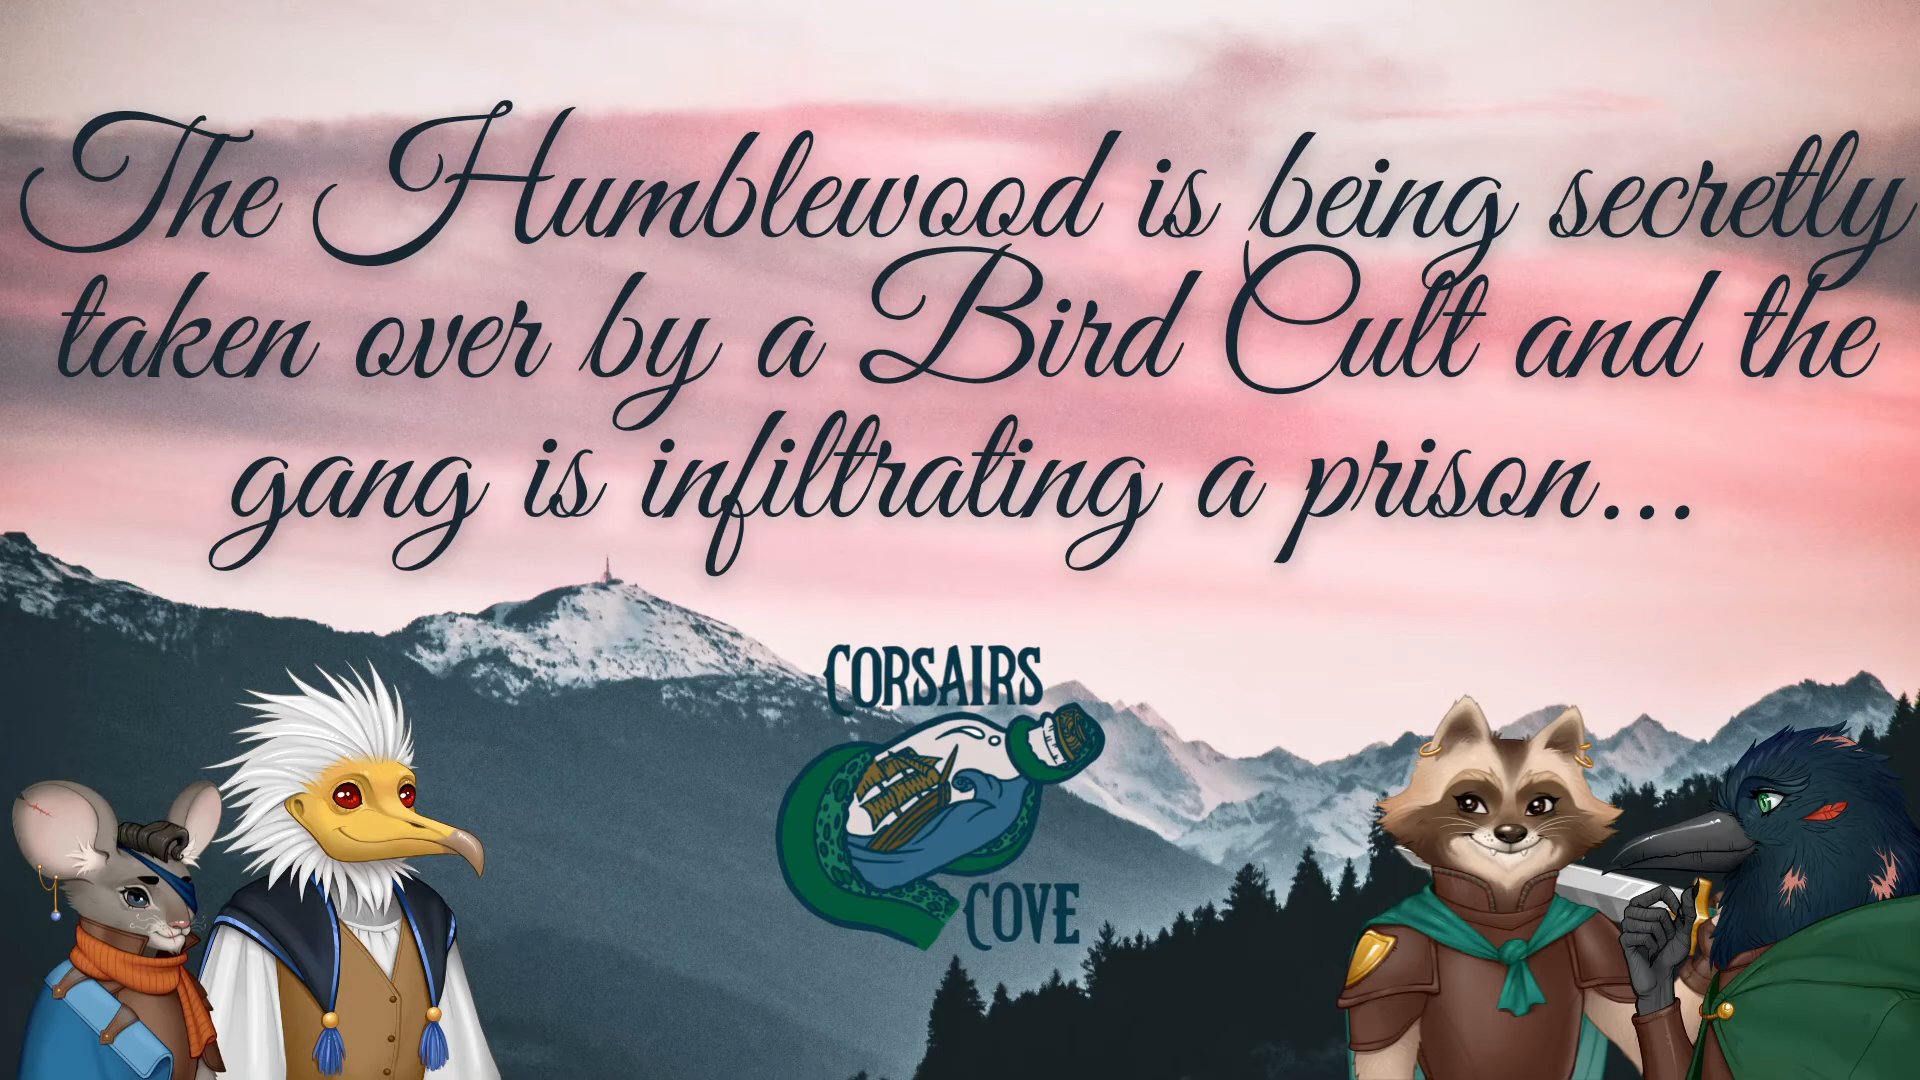 The Humblewood is being secretly
taken over by a Bird Cult and the
gang is infiltrating a prison...
CORSAIRS
COVE